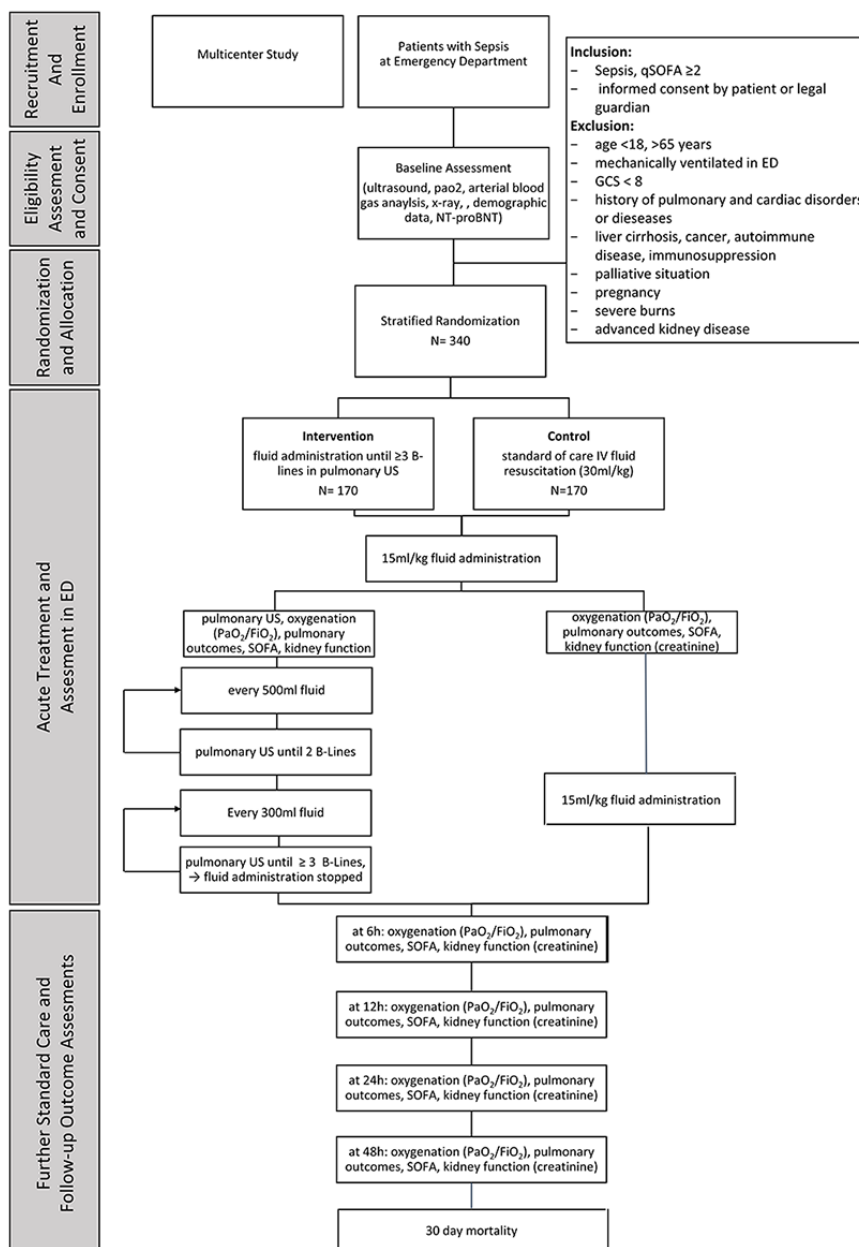 Recruitment
And
Enrollment
Multicenter Study
Patients with Sepsis
at Emergency Department
Inclusion:
– Sepsis, qSOFA ≥2
– informed consent by patient or legal
guardian
Exclusion:
– age <18, >65 years
– mechanically ventilated in ED
– GCS < 8
– history of pulmonary and cardiac disorders
or dieseases
– liver cirrhosis, cancer, autoimmune
disease, immunosuppression
– palliative situation
– pregnancy
– severe burns
– advanced kidney disease
Eligibility
Assesment
and Consent
Baseline Assessment
(ultrasound, pao2, arterial blood
gas anaylsis, x-ray, , demographic
data, NT-proBNT)
Randomization
and Allocation
Stratified Randomization
N= 340
Acute Treatment and
Assesment in ED
Intervention
fluid administration until ≥3 B-
lines in pulmonary US
N= 170
Control
standard of care IV fluid
resuscitation (30ml/kg)
N=170
15ml/kg fluid administration
pulmonary US, oxygenation
(PaO₂/FiO₂), pulmonary
outcomes, SOFA, kidney function
oxygenation (PaO₂/FiO₂),
pulmonary outcomes, SOFA,
kidney function (creatinine)
every 500ml fluid
pulmonary US until 2 B-Lines
Every 300ml fluid
pulmonary US until ≥ 3 B-Lines,
→ fluid administration stopped
15ml/kg fluid administration
Further Standard Care and
Follow-up Outcome Assesments
at 6h: oxygenation (PaO₂/FiO₂), pulmonary
outcomes, SOFA, kidney function (creatinine)
at 12h: oxygenation (PaO₂/FiO₂), pulmonary
outcomes, SOFA, kidney function (creatinine)
at 24h: oxygenation (PaO₂/FiO₂), pulmonary
outcomes, SOFA, kidney function (creatinine)
at 48h: oxygenation (PaO₂/FiO₂), pulmonary
outcomes, SOFA, kidney function (creatinine)
30 day mortality